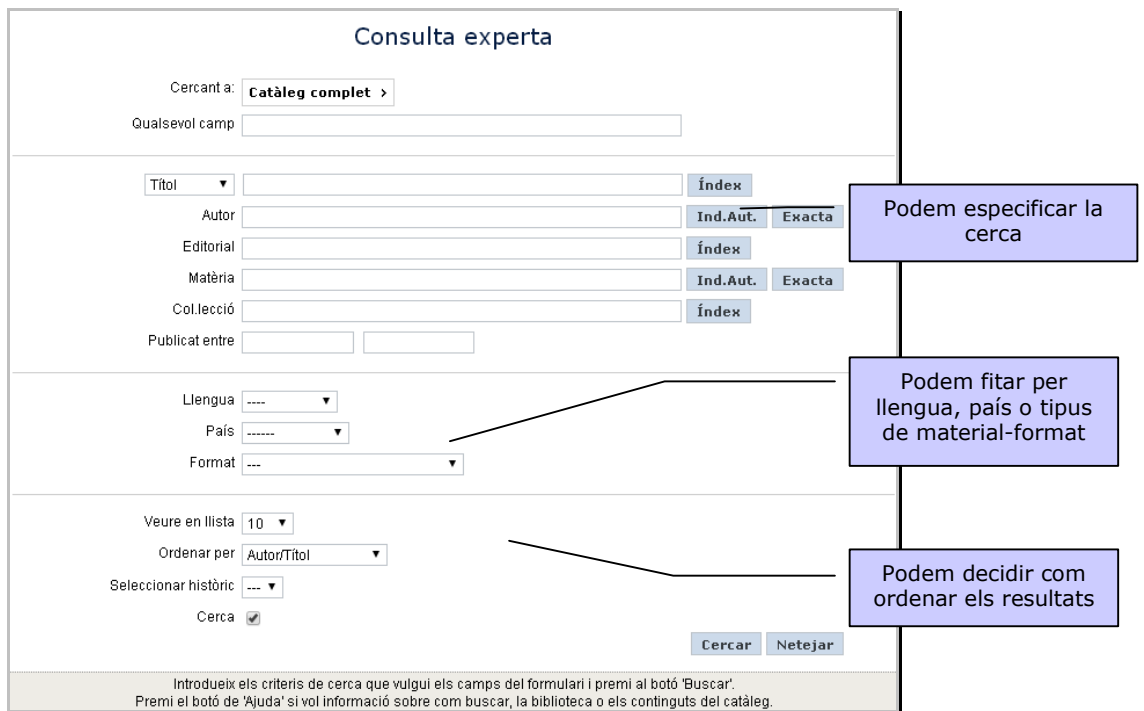 Consulta experta
Cercant a: Catàleg complet ›
Qualsevol camp
Títol ▼ Índex
Autor Ind.Aut. Exacta
Editorial Índex
Matèria Ind.Aut. Exacta
Col.lecció Índex
Publicat entre
Llengua ---- ▼
País ------ ▼
Format --- ▼
Veure en llista 10 ▼
Ordenar per Autor/Títol ▼
Seleccionar històric --- ▼
Cerca
Cercar Netejar
Introdueix els criteris de cerca que vulgui els camps del formulari i premi al botó 'Buscar'.
Premi el botó de 'Ajuda' si vol informació sobre com buscar, la biblioteca o els continguts del catàleg.
Podem especificar la
cerca
Podem fitar per
llengua, país o tipus
de material-format
Podem decidir com
ordenar els resultats